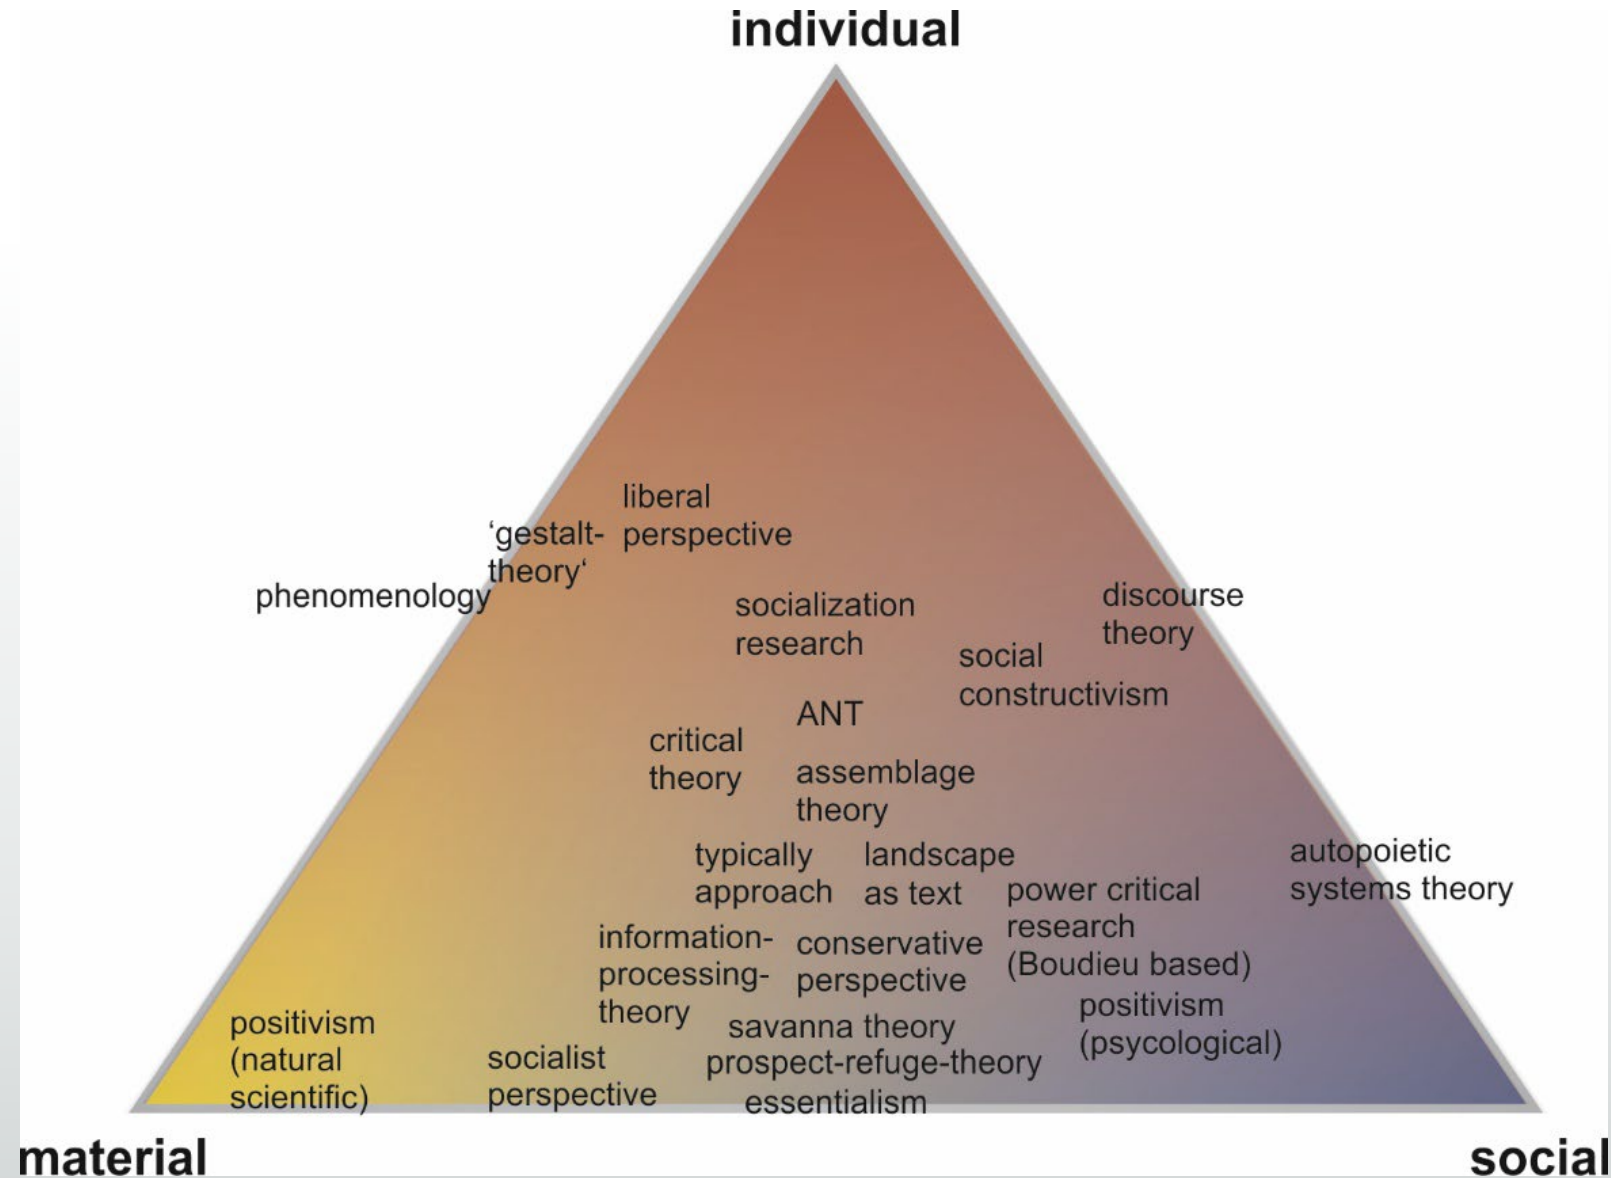 individual
liberal
perspective
‘gestalt-
theory‘
phenomenology
socialization
research
discourse
theory
social
constructivism
ANT
critical
theory
assemblage
theory
typically
approach
landscape
as text
autopoietic
systems theory
power critical
research
(Boudieu based)
information-
processing-
theory
conservative
perspective
positivism
(psycological)
positivism
(natural
scientific)
savanna theory
socialist
perspective
prospect-refuge-theory
essentialism
material
social